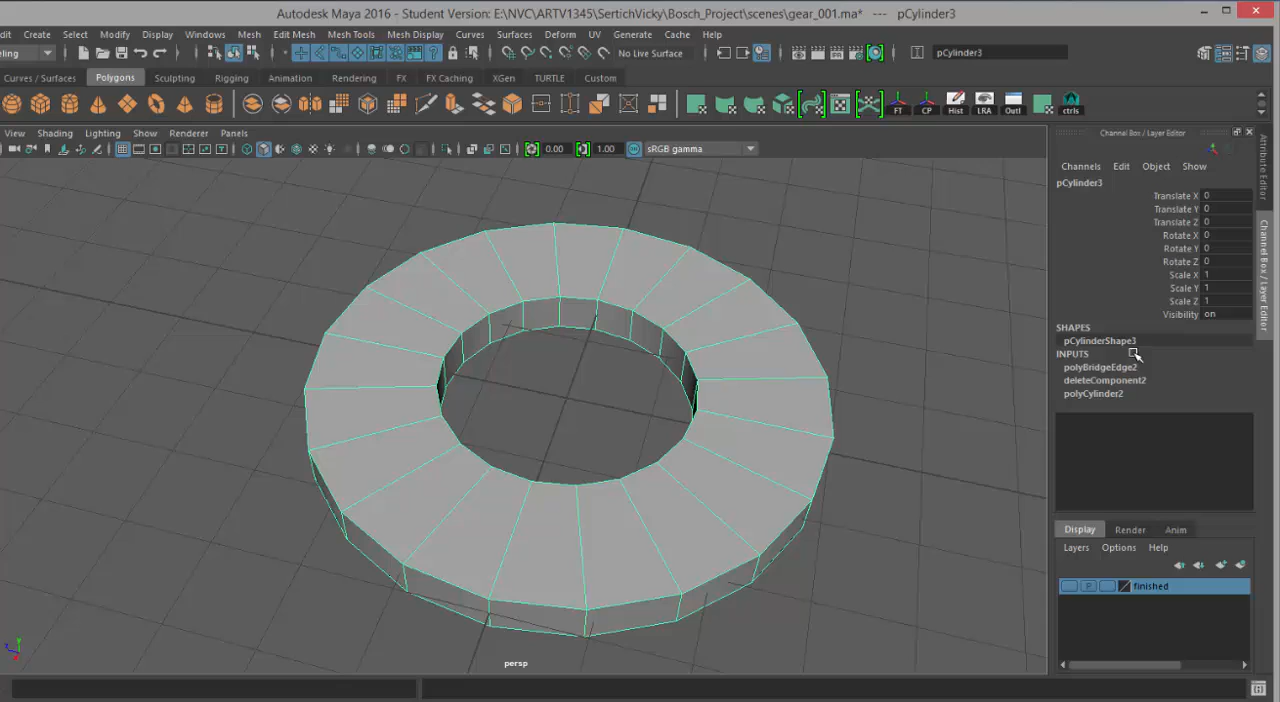 Autodesk Maya 2016 - Student Version: E:\NVC\ARTV1345\SertichVicky\Bosch_Project\scenes\gear_001.ma* --- pCylinder3
dit Create Select Modify Display Windows Mesh Edit Mesh Mesh Tools Mesh Display Curves Surfaces Deform UV Generate Cache Help
eling No Live Surface pCylinder3
Curves / Surfaces Polygons Sculpting Rigging Animation Rendering FX FX Caching XGen TURTLE Custom
FT CP Hist LRA Outl ctrls
View Shading Lighting Show Renderer Panels
0.00 1.00 sRGB gamma
Channel Box / Layer Editor
Channels Edit Object Show
pCylinder3
Translate X 0
Translate Y 0
Translate Z 0
Rotate X 0
Rotate Y 0
Rotate Z 0
Scale X 1
Scale Y 1
Scale Z 1
Visibility on
SHAPES
pCylinderShape3
INPUTS
polyBridgeEdge2
deleteComponent2
polyCylinder2
Display Render Anim
Layers Options Help
P finished
persp
Attribute Editor
Channel Box / Layer Editor